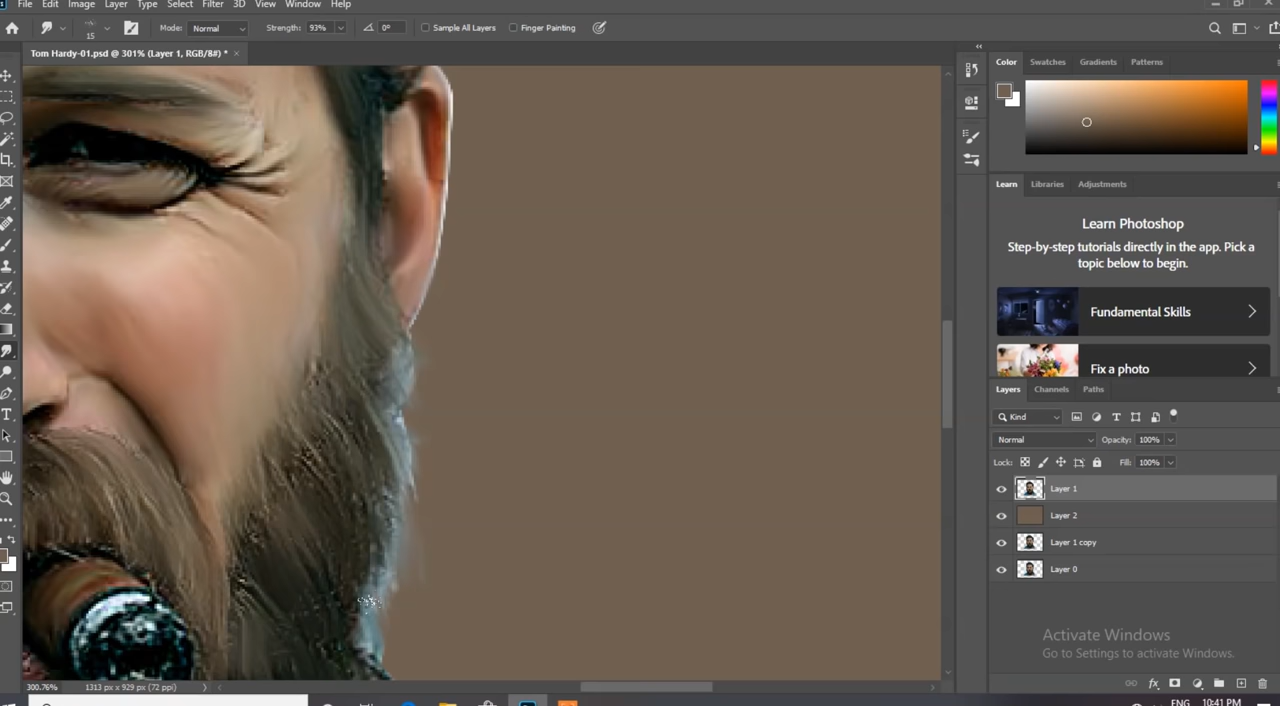 File Edit Image Layer Type Select Filter 3D View Window Help
15 Mode: Normal Strength: 93% 0° Sample All Layers Finger Painting
Tom Hardy-01.psd @ 301% (Layer 1, RGB/8#) * ×
Color Swatches Gradients Patterns
Learn Libraries Adjustments
Learn Photoshop
Step-by-step tutorials directly in the app. Pick a
topic below to begin.
Fundamental Skills
Fix a photo
Layers Channels Paths
Kind
Normal Opacity: 100%
Lock: Fill: 100%
Layer 1
Layer 2
Layer 1 copy
Layer 0
Activate Windows
Go to Settings to activate Windows.
300.76% 1313 px x 929 px (72 ppi)
ENG 10:41 PM